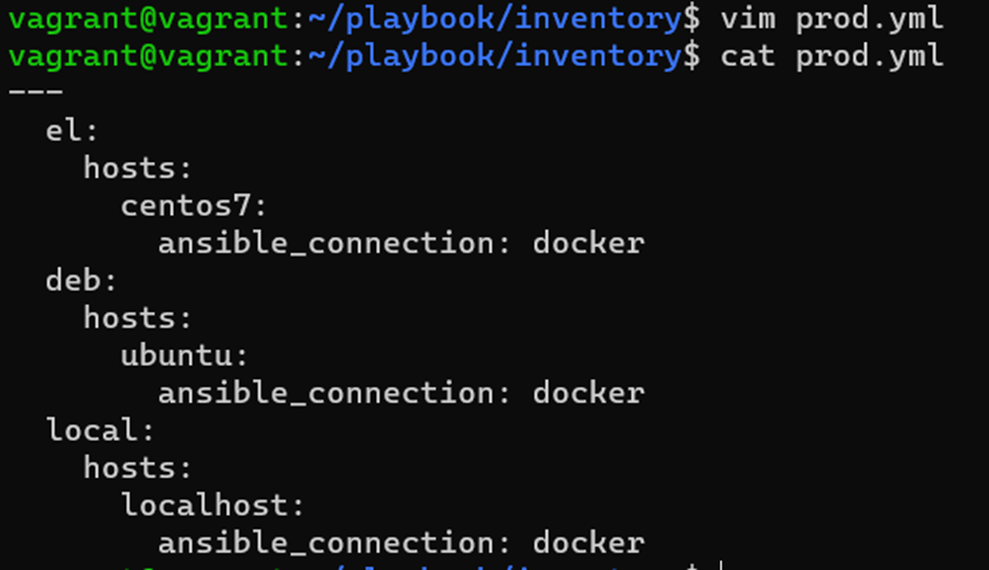 vagrant@vagrant:~/playbook/inventory$ vim prod.yml
vagrant@vagrant:~/playbook/inventory$ cat prod.yml
---
  el:
    hosts:
      centos7:
        ansible_connection: docker
  deb:
    hosts:
      ubuntu:
        ansible_connection: docker
  local:
    hosts:
      localhost:
        ansible_connection: docker